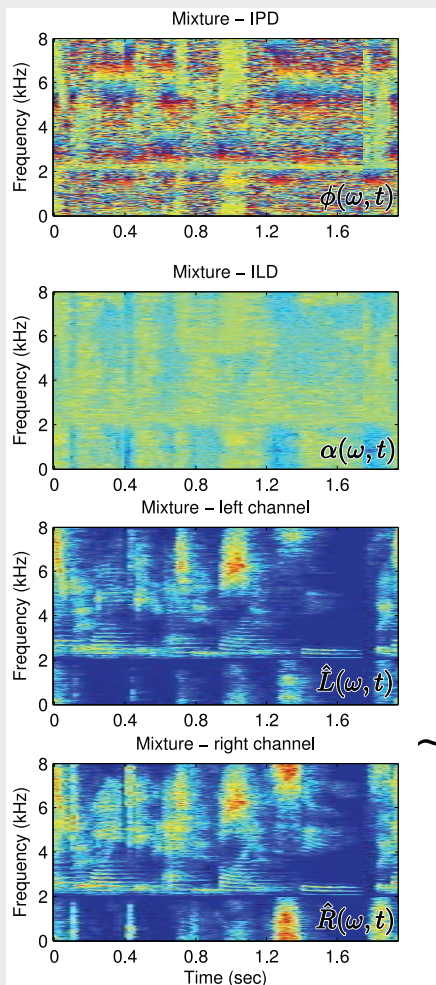 Mixture – IPD
8
6
4
2
0
Frequency (kHz)
ϕ(ω, t)
0 0.4 0.8 1.2 1.6
Mixture – ILD
8
6
4
2
0
Frequency (kHz)
α(ω, t)
0 0.4 0.8 1.2 1.6
Mixture – left channel
8
6
4
2
0
Frequency (kHz)
L̂(ω, t)
0 0.4 0.8 1.2 1.6
Mixture – right channel
8
6
4
2
0
Frequency (kHz)
R̂(ω, t)
0 0.4 0.8 1.2 1.6
Time (sec)
~